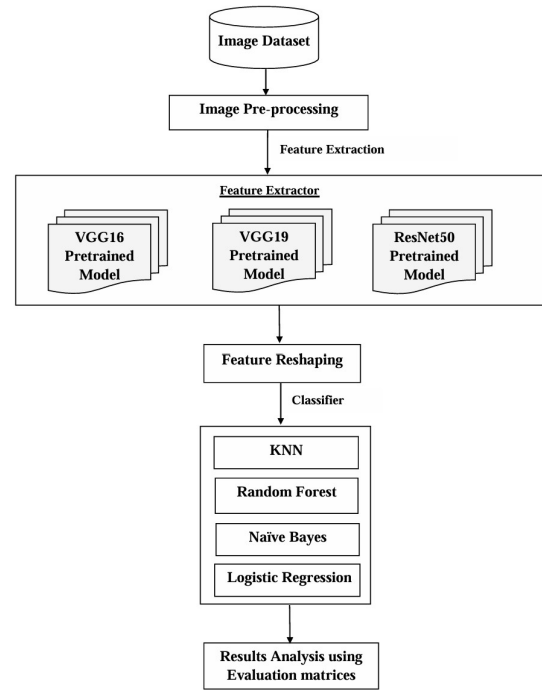 Image Dataset
Image Pre-processing
Feature Extraction
Feature Extractor
VGG16
Pretrained
Model
VGG19
Pretrained
Model
ResNet50
Pretrained
Model
Feature Reshaping
Classifier
KNN
Random Forest
Naïve Bayes
Logistic Regression
Results Analysis using
Evaluation matrices